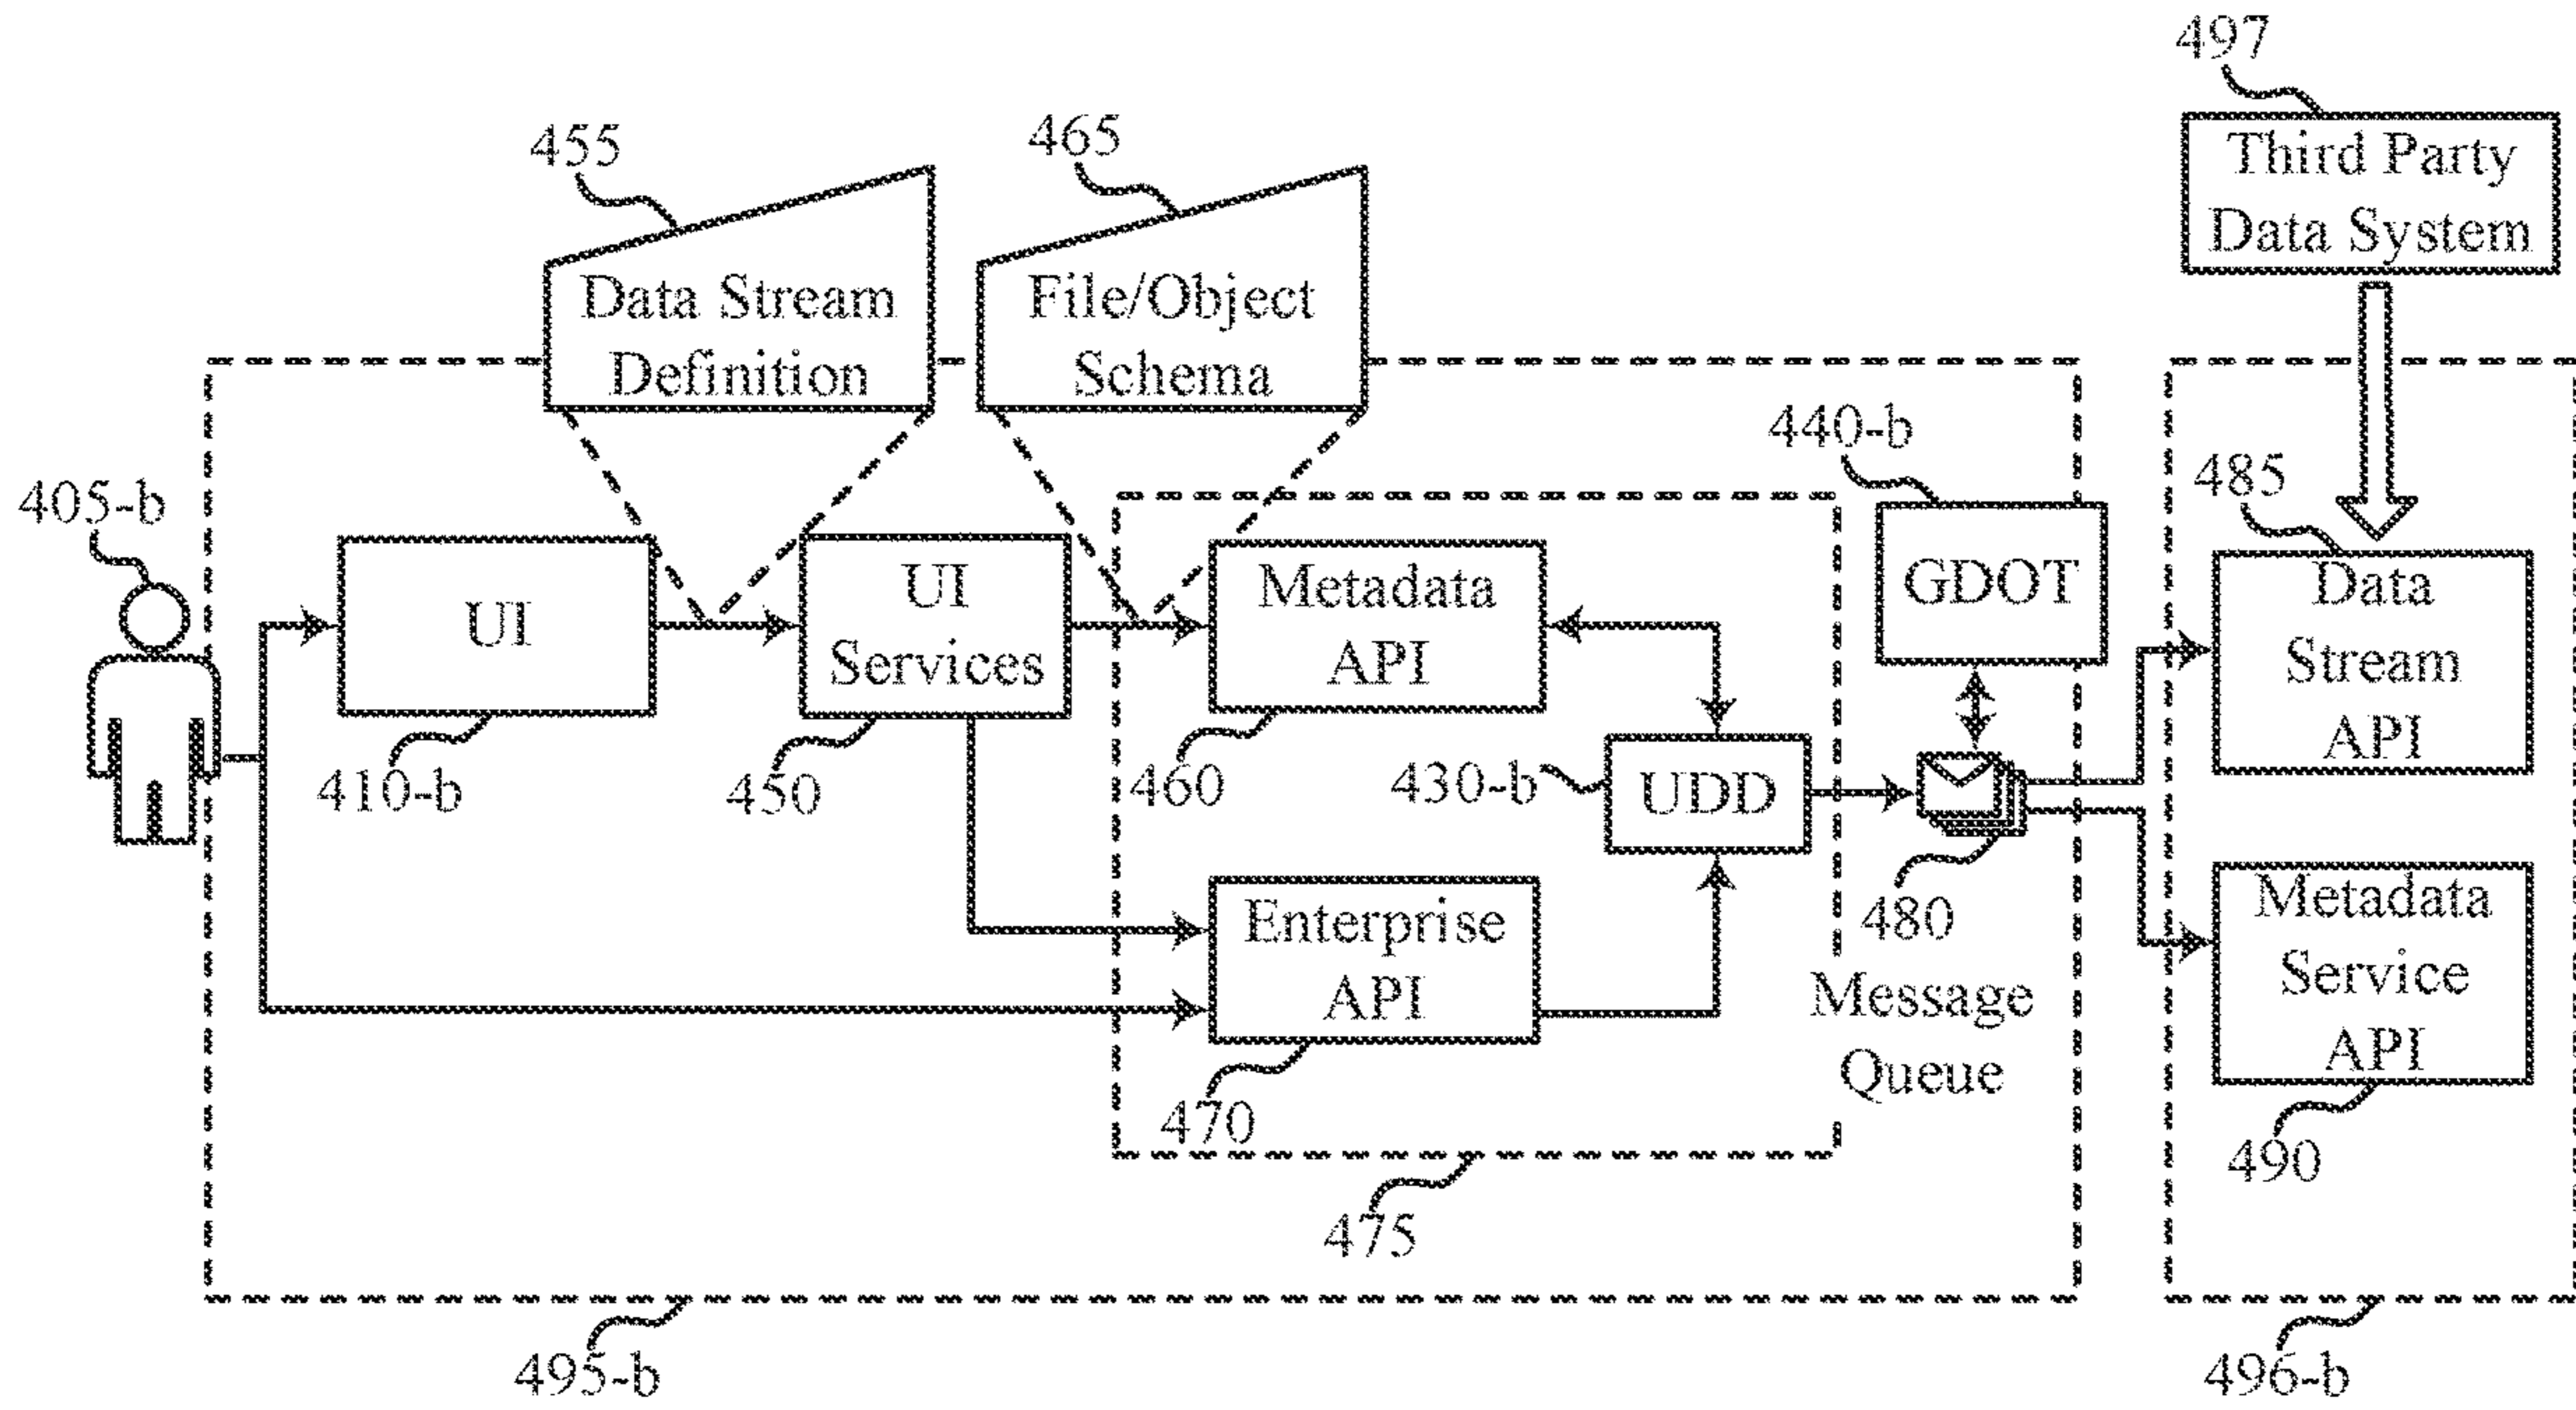 497
Third Party
Data System
455
465
Data Stream
Definition
File/Object
Schema
440-b
GDOT
485
Data
Stream
API
405-b
UI
410-b
UI
Services
450
Metadata
API
460
430-b
UDD
480
Message
Queue
Enterprise
API
470
475
Metadata
Service
API
490
495-b
496-b